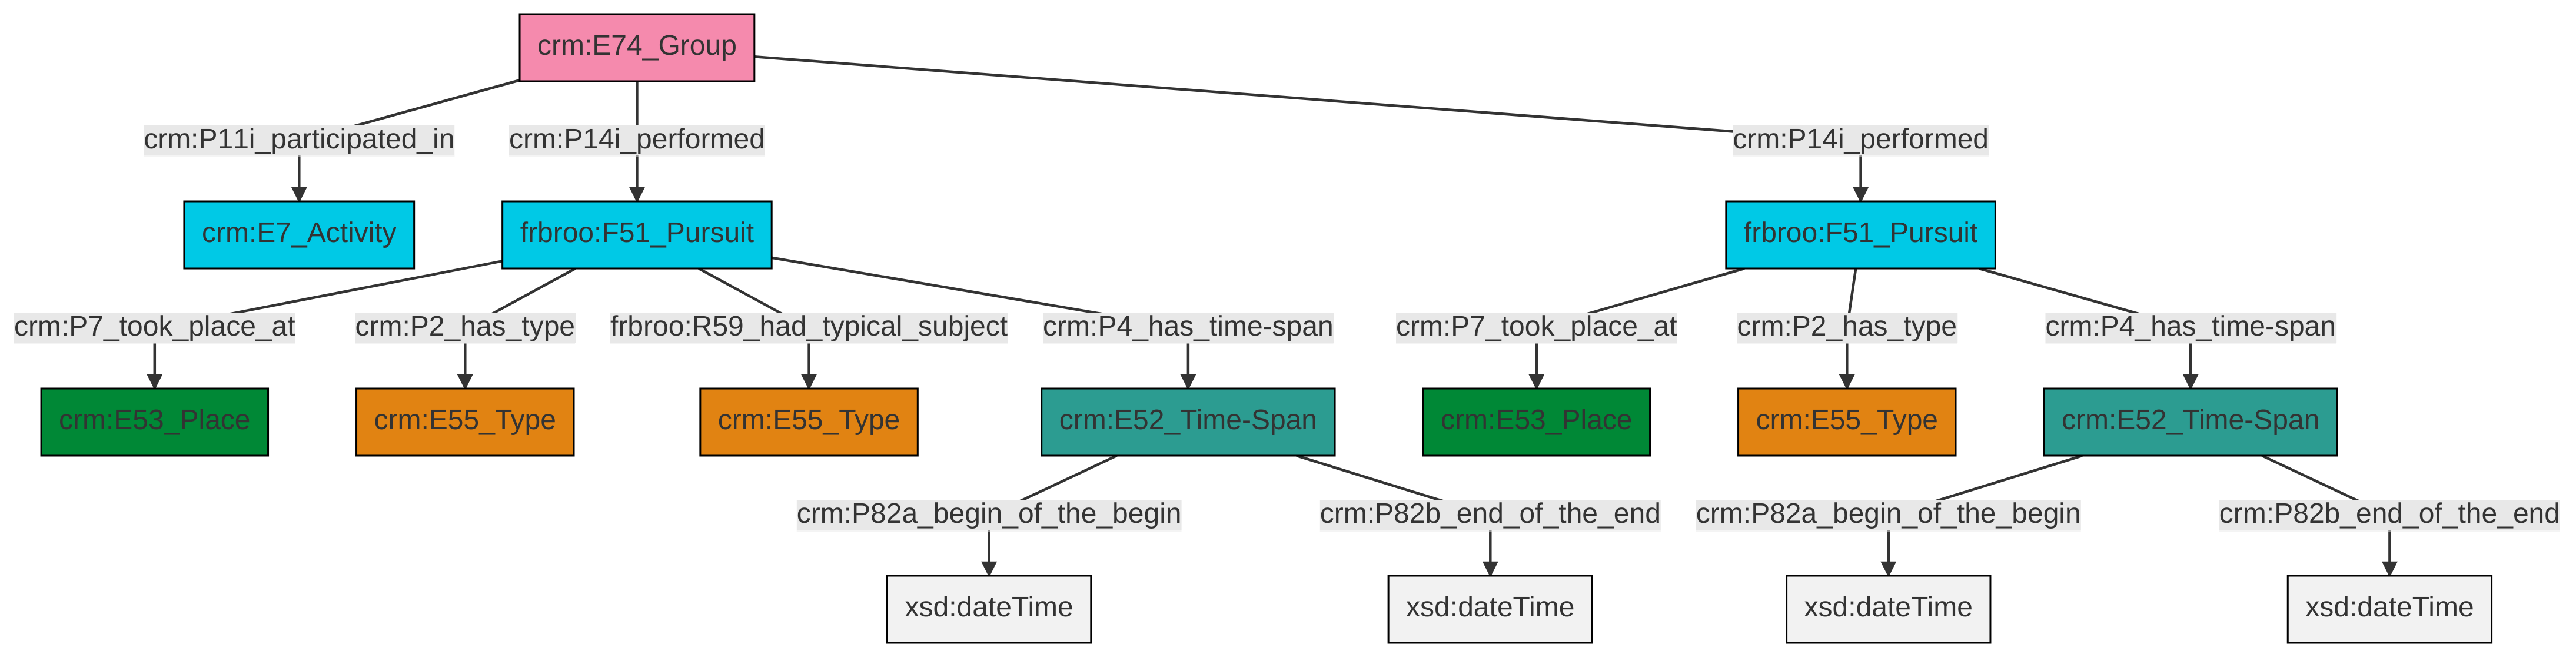 crm:E74_Group
crm:P11i_participated_in
crm:P14i_performed
crm:P14i_performed
crm:E7_Activity
frbroo:F51_Pursuit
frbroo:F51_Pursuit
crm:P7_took_place_at
crm:P2_has_type
frbroo:R59_had_typical_subject
crm:P4_has_time-span
crm:P7_took_place_at
crm:P2_has_type
crm:P4_has_time-span
crm:E53_Place
crm:E55_Type
crm:E55_Type
crm:E52_Time-Span
crm:E53_Place
crm:E55_Type
crm:E52_Time-Span
crm:P82a_begin_of_the_begin
crm:P82b_end_of_the_end
crm:P82a_begin_of_the_begin
crm:P82b_end_of_the_end
xsd:dateTime
xsd:dateTime
xsd:dateTime
xsd:dateTime